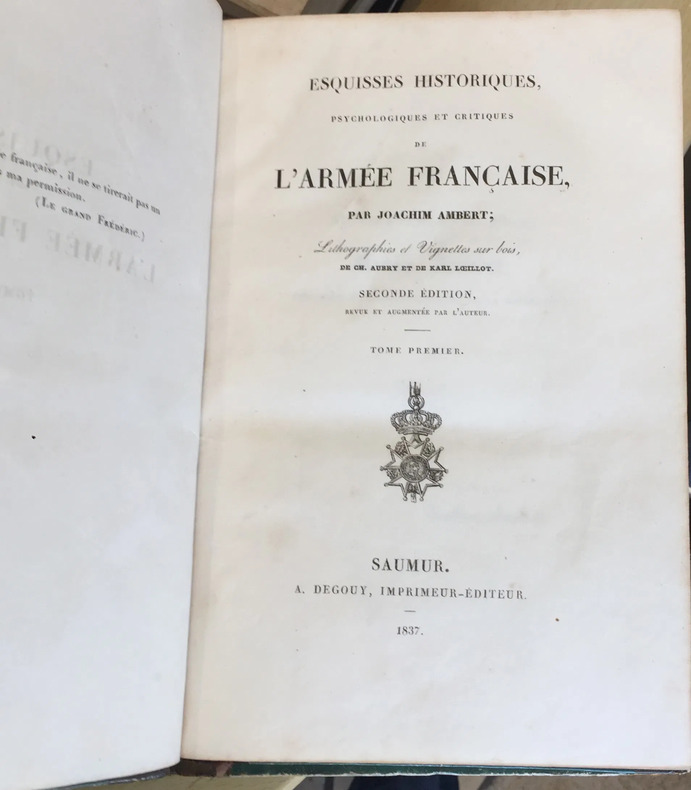 e française, il ne se tirerait pas un
ma permission.
(LE GRAND FRÉDÉRIC.)
ESQUISSES HISTORIQUES,
PSYCHOLOGIQUES ET CRITIQUES
DE
L'ARMÉE FRANÇAISE,
PAR JOACHIM AMBERT;
Lithographies et Vignettes sur bois,
DE CH. AUBRY ET DE KARL LŒILLOT.
SECONDE ÉDITION,
REVUE ET AUGMENTÉE PAR L'AUTEUR.
TOME PREMIER.
SAUMUR.
A. DEGOUY, IMPRIMEUR-ÉDITEUR.
1837.